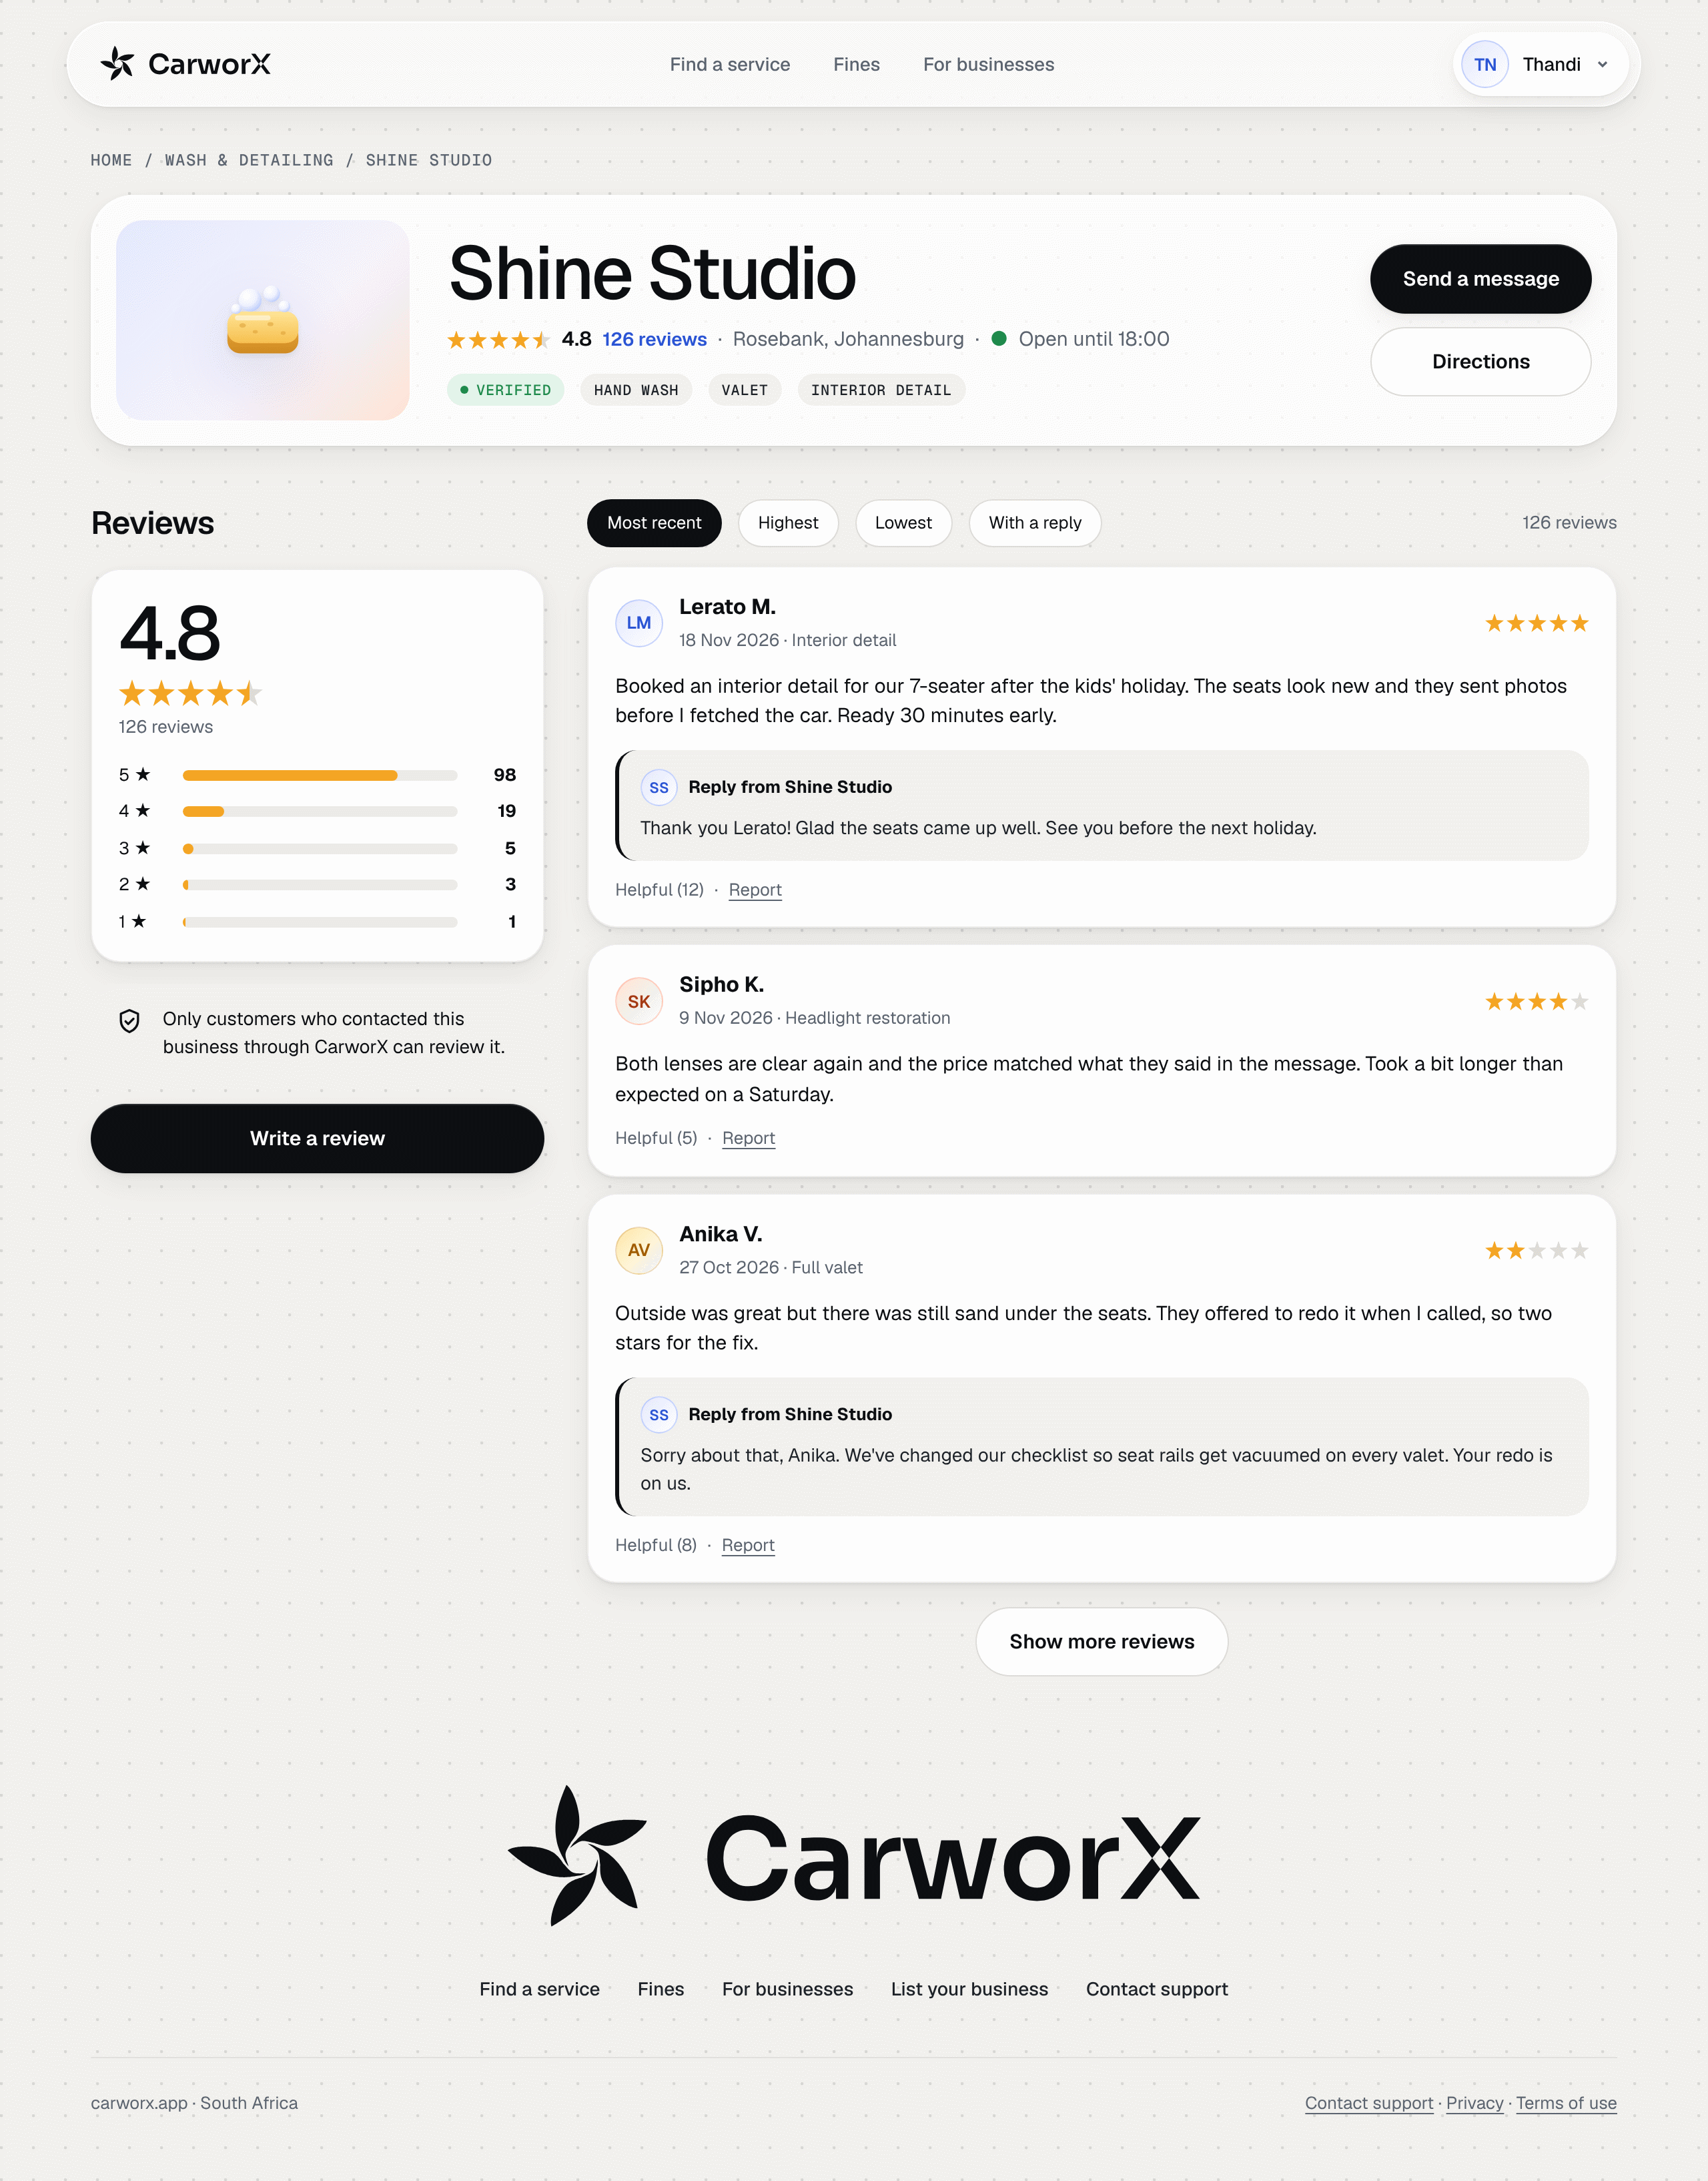 CarworX
Find a service
Fines
For businesses
TN
Thandi
HOME / WASH & DETAILING / SHINE STUDIO
Shine Studio
4.8 126 reviews · Rosebank, Johannesburg · Open until 18:00
VERIFIED
HAND WASH
VALET
INTERIOR DETAIL
Send a message
Directions
Reviews
4.8
126 reviews
5 ★ 98
4 ★ 19
3 ★ 5
2 ★ 3
1 ★ 1
Only customers who contacted this
business through CarworX can review it.
Write a review
Most recent
Highest
Lowest
With a reply
126 reviews
LM
Lerato M.
18 Nov 2026 · Interior detail
Booked an interior detail for our 7-seater after the kids' holiday. The seats look new and they sent photos
before I fetched the car. Ready 30 minutes early.
SS
Reply from Shine Studio
Thank you Lerato! Glad the seats came up well. See you before the next holiday.
Helpful (12) · Report
SK
Sipho K.
9 Nov 2026 · Headlight restoration
Both lenses are clear again and the price matched what they said in the message. Took a bit longer than
expected on a Saturday.
Helpful (5) · Report
AV
Anika V.
27 Oct 2026 · Full valet
Outside was great but there was still sand under the seats. They offered to redo it when I called, so two
stars for the fix.
SS
Reply from Shine Studio
Sorry about that, Anika. We've changed our checklist so seat rails get vacuumed on every valet. Your redo is
on us.
Helpful (8) · Report
Show more reviews
CarworX
Find a service
Fines
For businesses
List your business
Contact support
carworx.app · South Africa
Contact support · Privacy · Terms of use